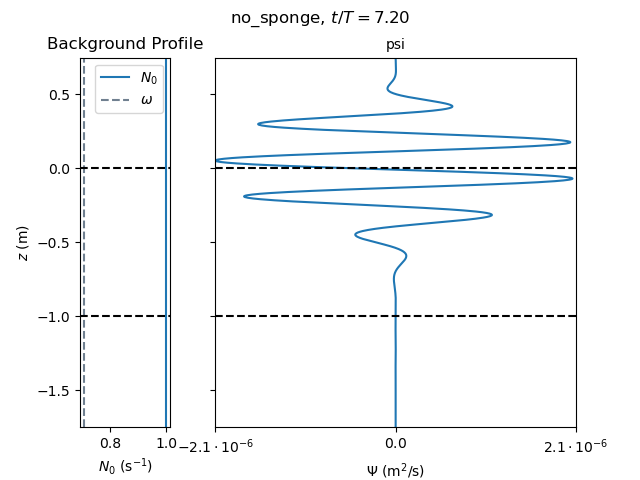 no_sponge, t/T = 7.20
Background Profile
psi
N₀
ω
0.5
0.0
−0.5
−1.0
−1.5
z (m)
0.8
1.0
−2.1 · 10⁻⁶
0.0
2.1 · 10⁻⁶
N₀ (s⁻¹)
Ψ (m²/s)